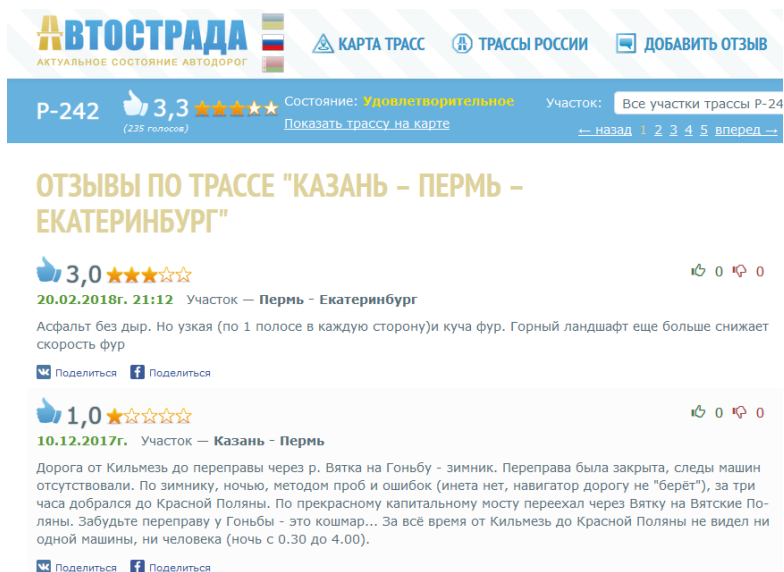 АВТОСТРАДА
АКТУАЛЬНОЕ СОСТОЯНИЕ АВТОДОРОГ
КАРТА ТРАСС
ТРАССЫ РОССИИ
ДОБАВИТЬ ОТЗЫВ
Р-242
3,3
(235 голосов)
Состояние: Удовлетворительное
Показать трассу на карте
Участок: Все участки трассы Р-24
← назад 1 2 3 4 5 вперед →
ОТЗЫВЫ ПО ТРАССЕ "КАЗАНЬ – ПЕРМЬ –
ЕКАТЕРИНБУРГ"
3,0
0 0
20.02.2018г. 21:12 Участок — Пермь - Екатеринбург
Асфальт без дыр. Но узкая (по 1 полосе в каждую сторону)и куча фур. Горный ландшафт еще больше снижает
скорость фур
Поделиться Поделиться
1,0
0 0
10.12.2017г. Участок — Казань - Пермь
Дорога от Кильмезь до переправы через р. Вятка на Гоньбу - зимник. Переправа была закрыта, следы машин
отсутствовали. По зимнику, ночью, методом проб и ошибок (инета нет, навигатор дорогу не "берёт"), за три
часа добрался до Красной Поляны. По прекрасному капитальному мосту переехал через Вятку на Вятские По-
ляны. Забудьте переправу у Гоньбы - это кошмар... За всё время от Кильмезь до Красной Поляны не видел ни
одной машины, ни человека (ночь с 0.30 до 4.00).
Поделиться Поделиться